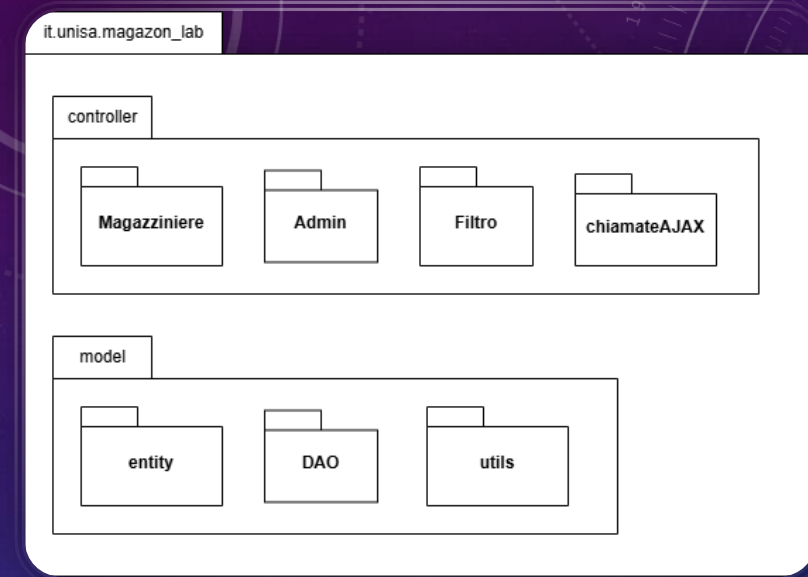 it.unisa.magazon_lab
controller
Magazziniere
Admin
Filtro
chiamateAJAX
model
entity
DAO
utils